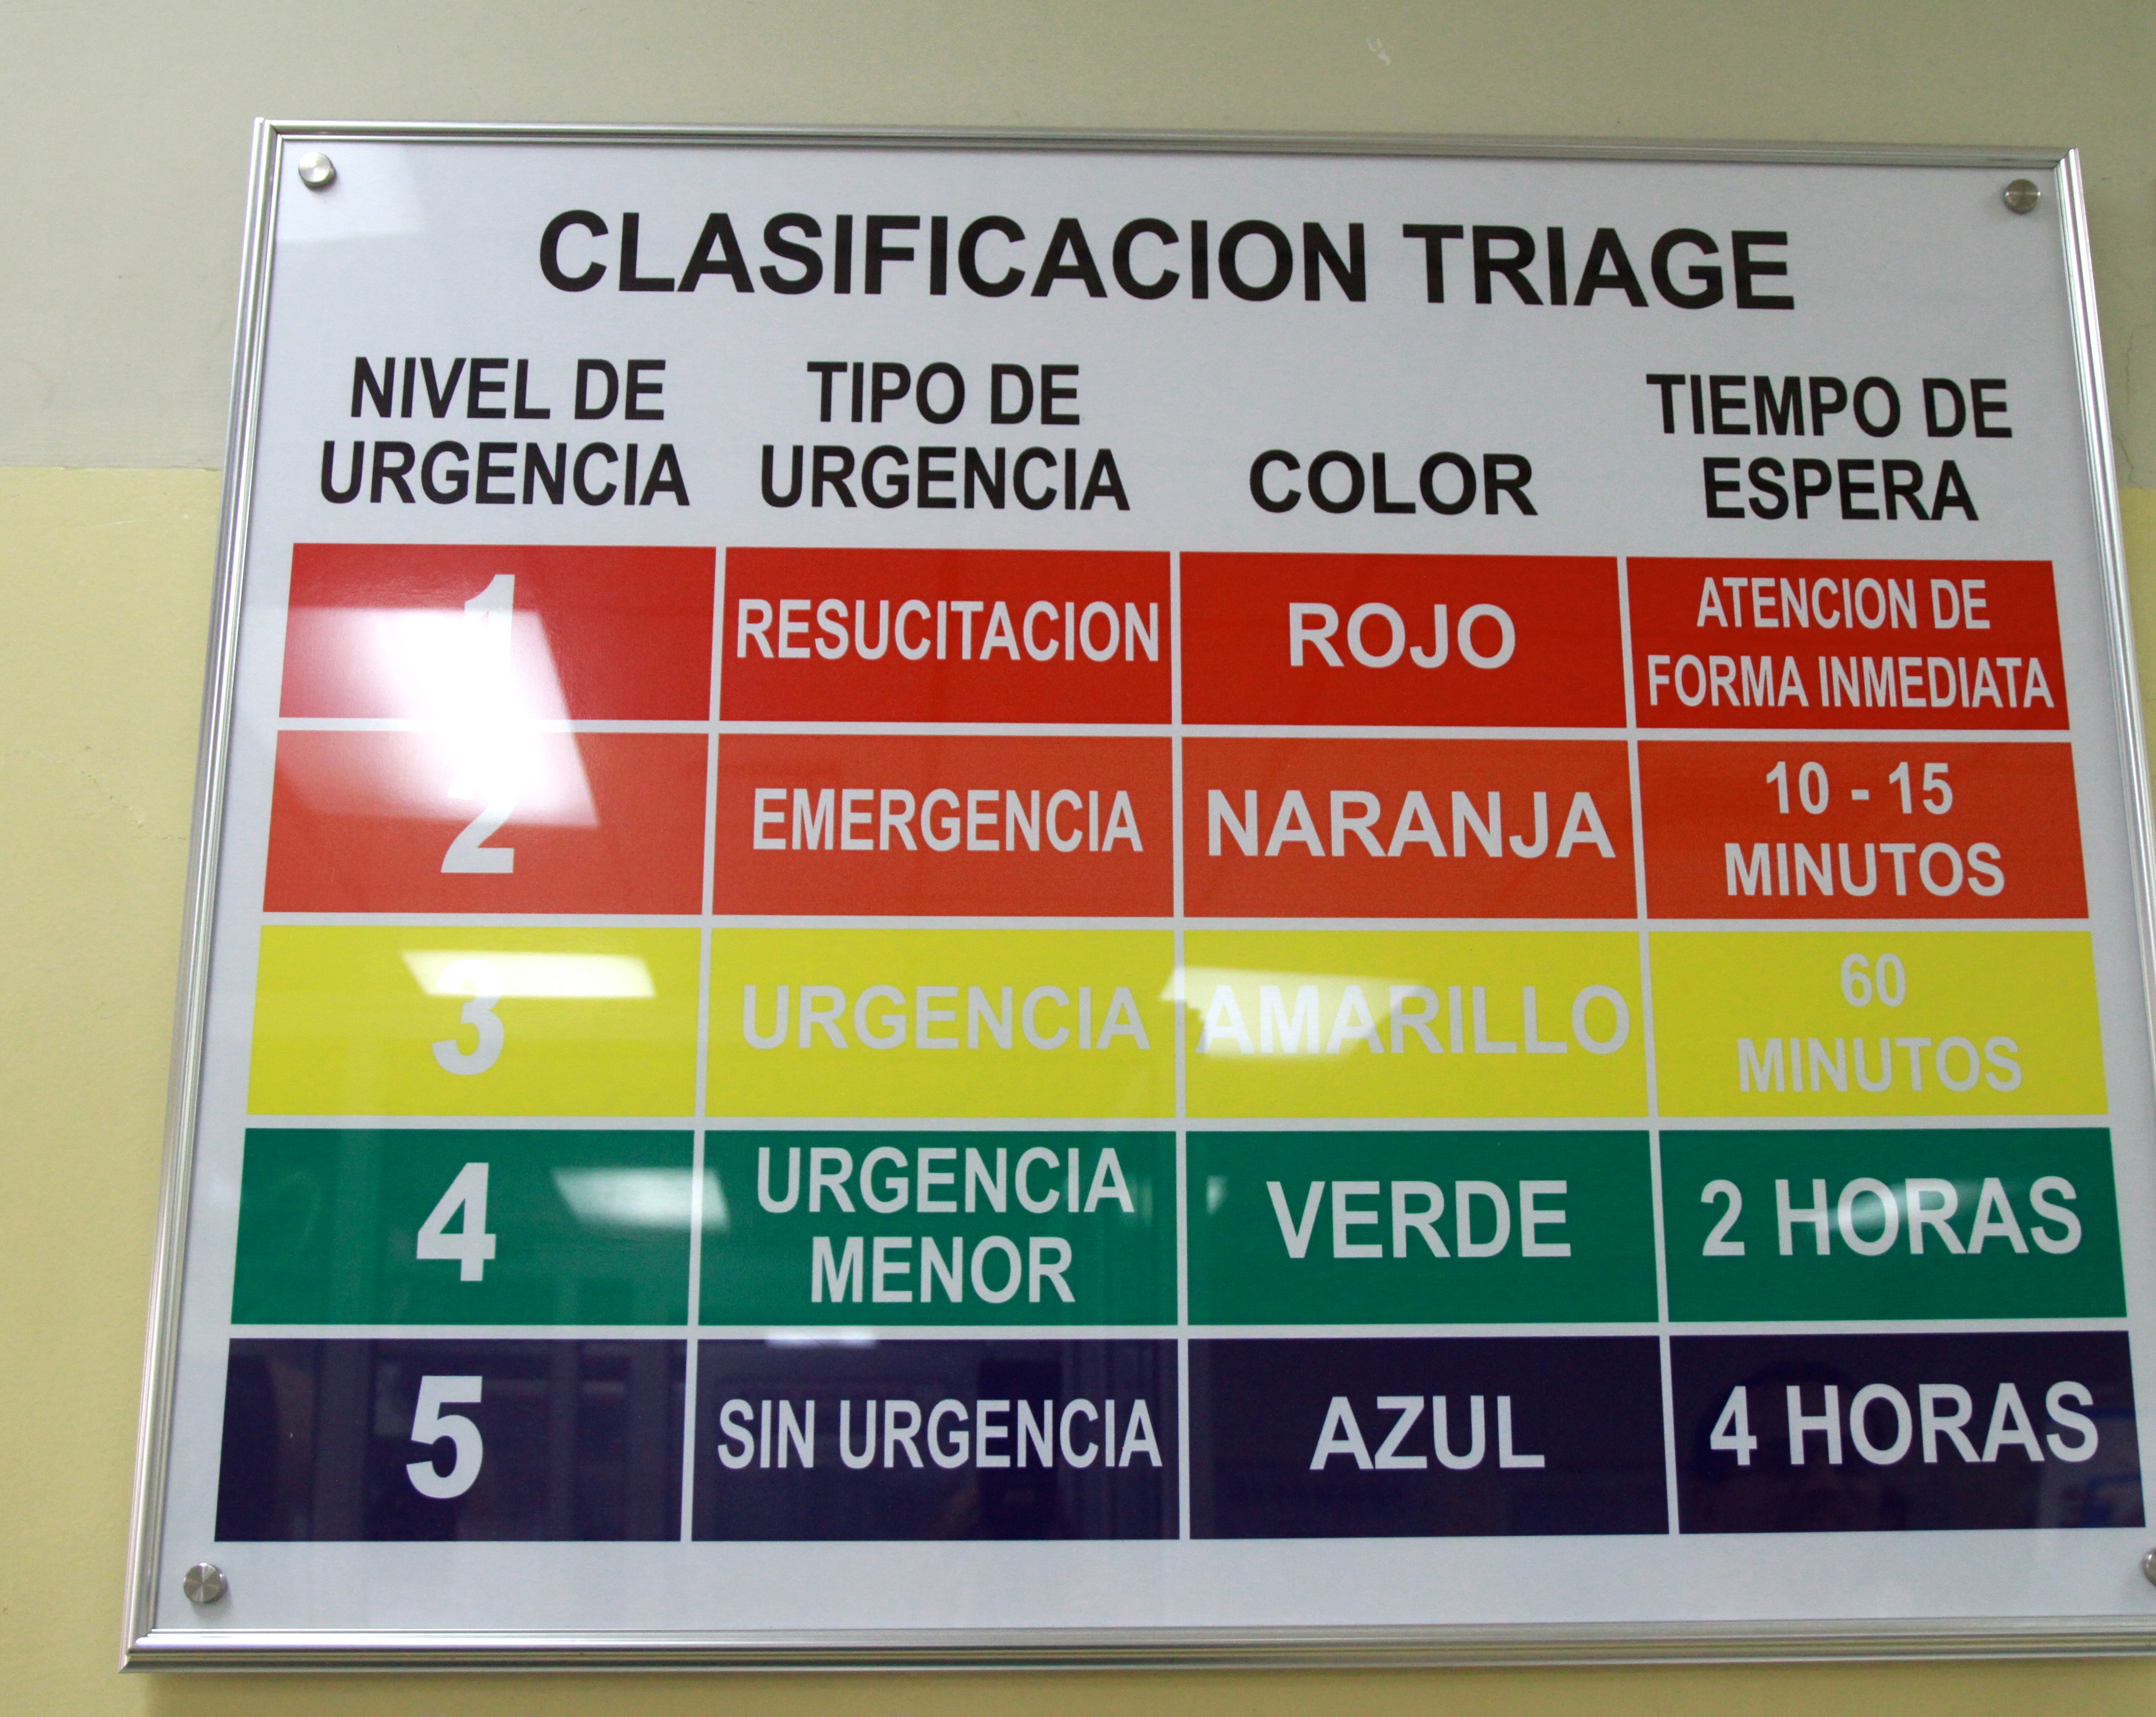 CLASIFICACION TRIAGE
NIVEL DE URGENCIA
TIPO DE URGENCIA
COLOR
TIEMPO DE ESPERA
1
RESUCITACION
ROJO
ATENCION DE
FORMA INMEDIATA
2
EMERGENCIA
NARANJA
10 - 15
MINUTOS
3
URGENCIA
AMARILLO
60
MINUTOS
4
URGENCIA
MENOR
VERDE
2 HORAS
5
SIN URGENCIA
AZUL
4 HORAS